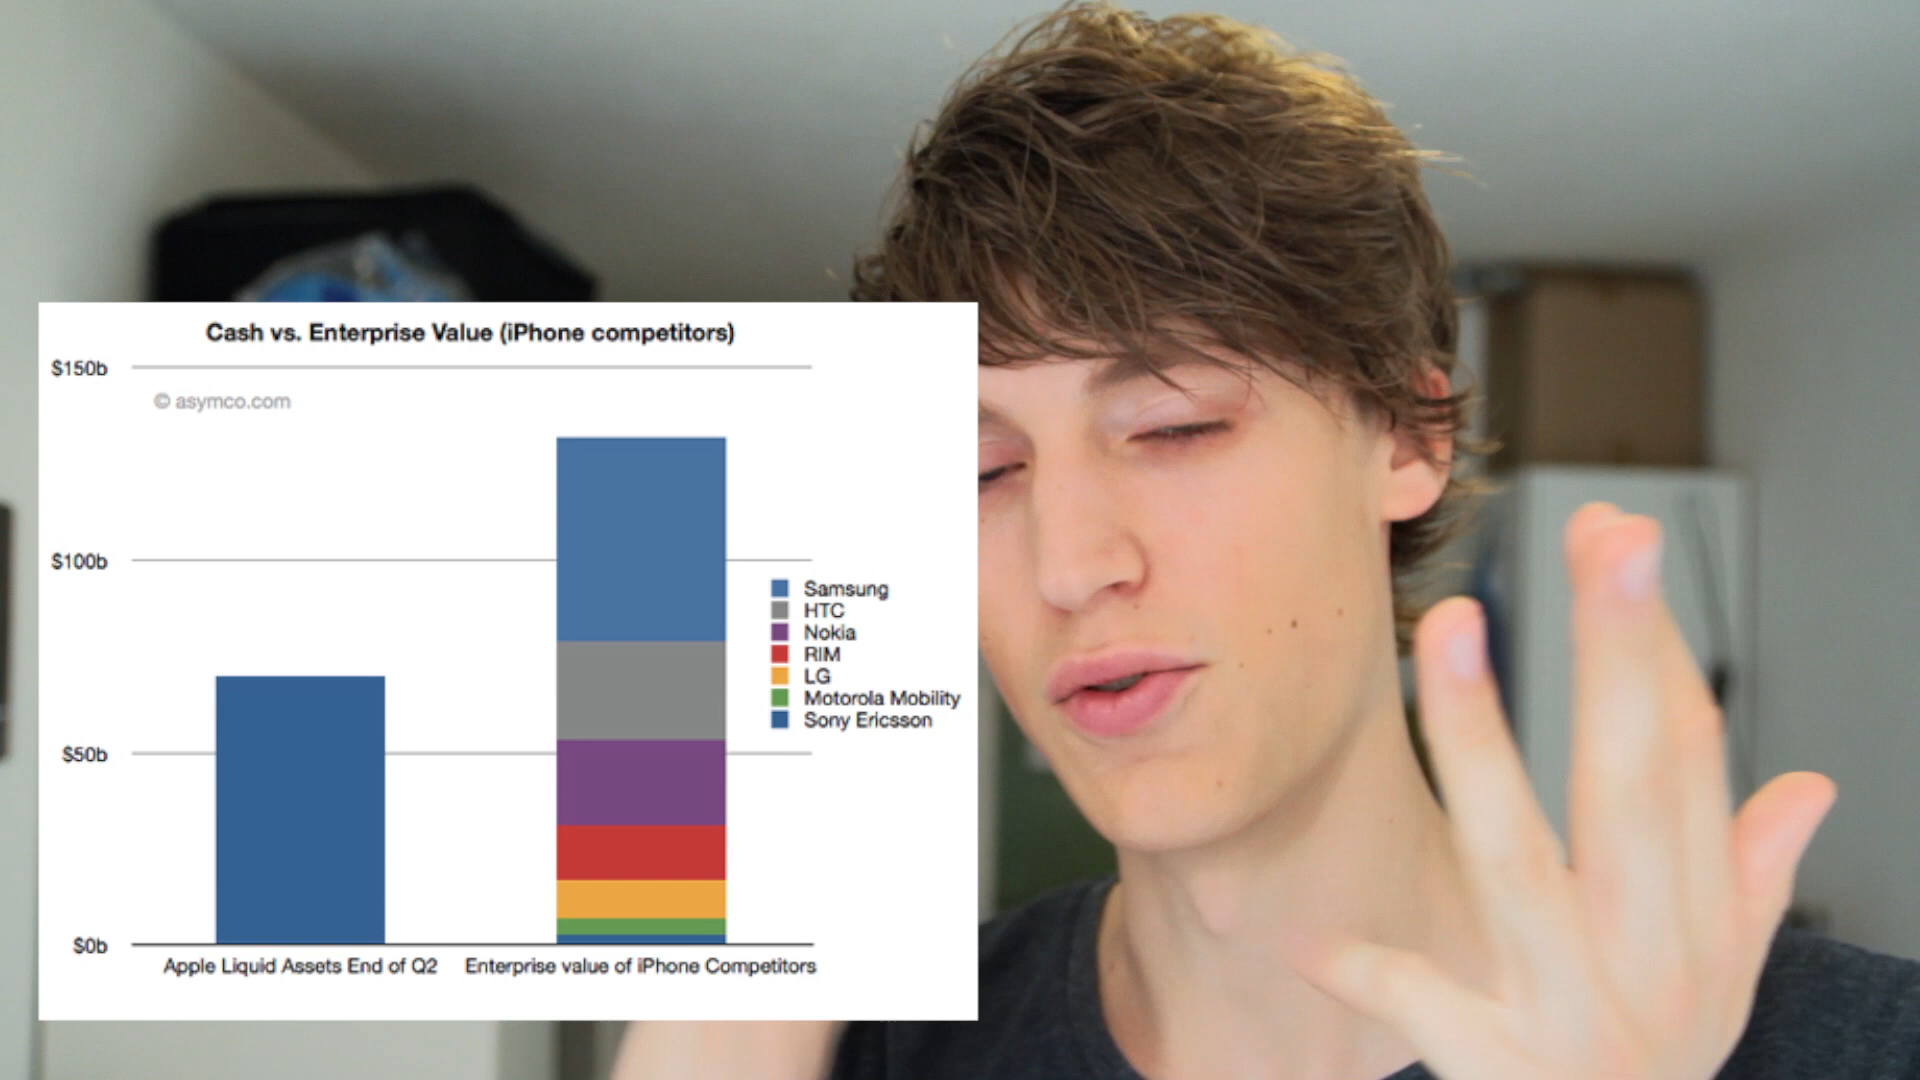 Cash vs. Enterprise Value (iPhone competitors)
$150b
© asymco.com
$100b
Samsung
HTC
Nokia
RIM
LG
Motorola Mobility
Sony Ericsson
$50b
$0b
Apple Liquid Assets End of Q2
Enterprise value of iPhone Competitors